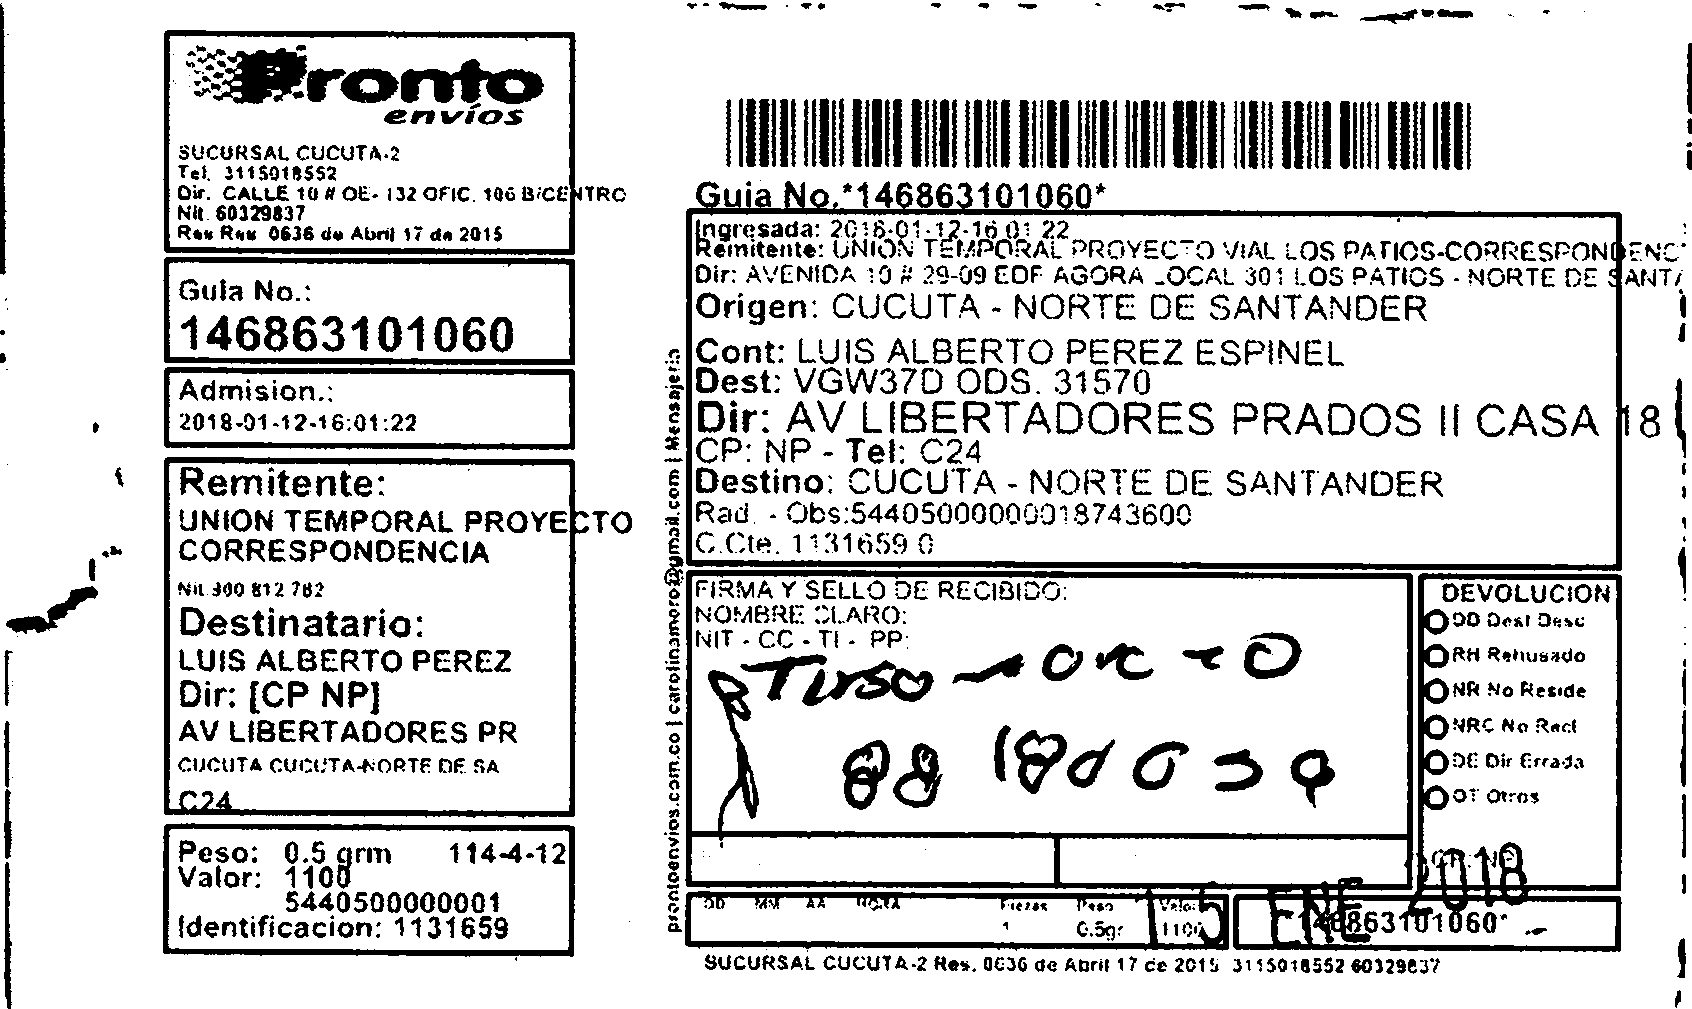 Pronto
envíos
SUCURSAL CUCUTA-2
Tel. 3115018552
Dir. CALLE 10 # OE- 132 OFIC. 106 B/CENTRO
Nit. 60329837
Res Res 0636 de Abril 17 de 2015
Guia No.:
146863101060
Admision.:
2018-01-12-16:01:22
Remitente:
UNION TEMPORAL PROYECTO
CORRESPONDENCIA
Nit.900 812 782
Destinatario:
LUIS ALBERTO PEREZ
Dir: [CP NP]
AV LIBERTADORES PR
CUCUTA CUCUTA-NORTE DE SA
C24
Peso: 0.5 grm 114-4-12
Valor: 1100
5440500000001
Identificacion: 1131659
prontoenvios.com.co | carolinamoro@gmail.com | Mensajeria
Guia No.*146863101060*
Ingresada: 2018-01-12-16:01:22
Remitente: UNION TEMPORAL PROYECTO VIAL LOS PATIOS-CORRESPONDENC
Dir: AVENIDA 10 # 29-09 EDF AGORA LOCAL 301 LOS PATIOS - NORTE DE SANTA
Origen: CUCUTA - NORTE DE SANTANDER
Cont: LUIS ALBERTO PEREZ ESPINEL
Dest: VGW37D ODS. 31570
Dir: AV LIBERTADORES PRADOS II CASA 18
CP: NP - Tel: C24
Destino: CUCUTA - NORTE DE SANTANDER
Rad. - Obs:54405000000018743600
C.Cte. 1131659 0
FIRMA Y SELLO DE RECIBIDO:
NOMBRE CLARO:
NIT - CC - TI - PP:
Tirso
DEVOLUCION
DD Dest Desc
RH Rehusado
NR No Reside
NRC No Recl
DE Dir Errada
OT Otros
15 ENE 2018
DD MM AA HORA Piezas Peso Valor
1 0.5gr 1100
*146863101060*
SUCURSAL CUCUTA-2 Res. 0636 de Abril 17 de 2015 3115018552 60329837